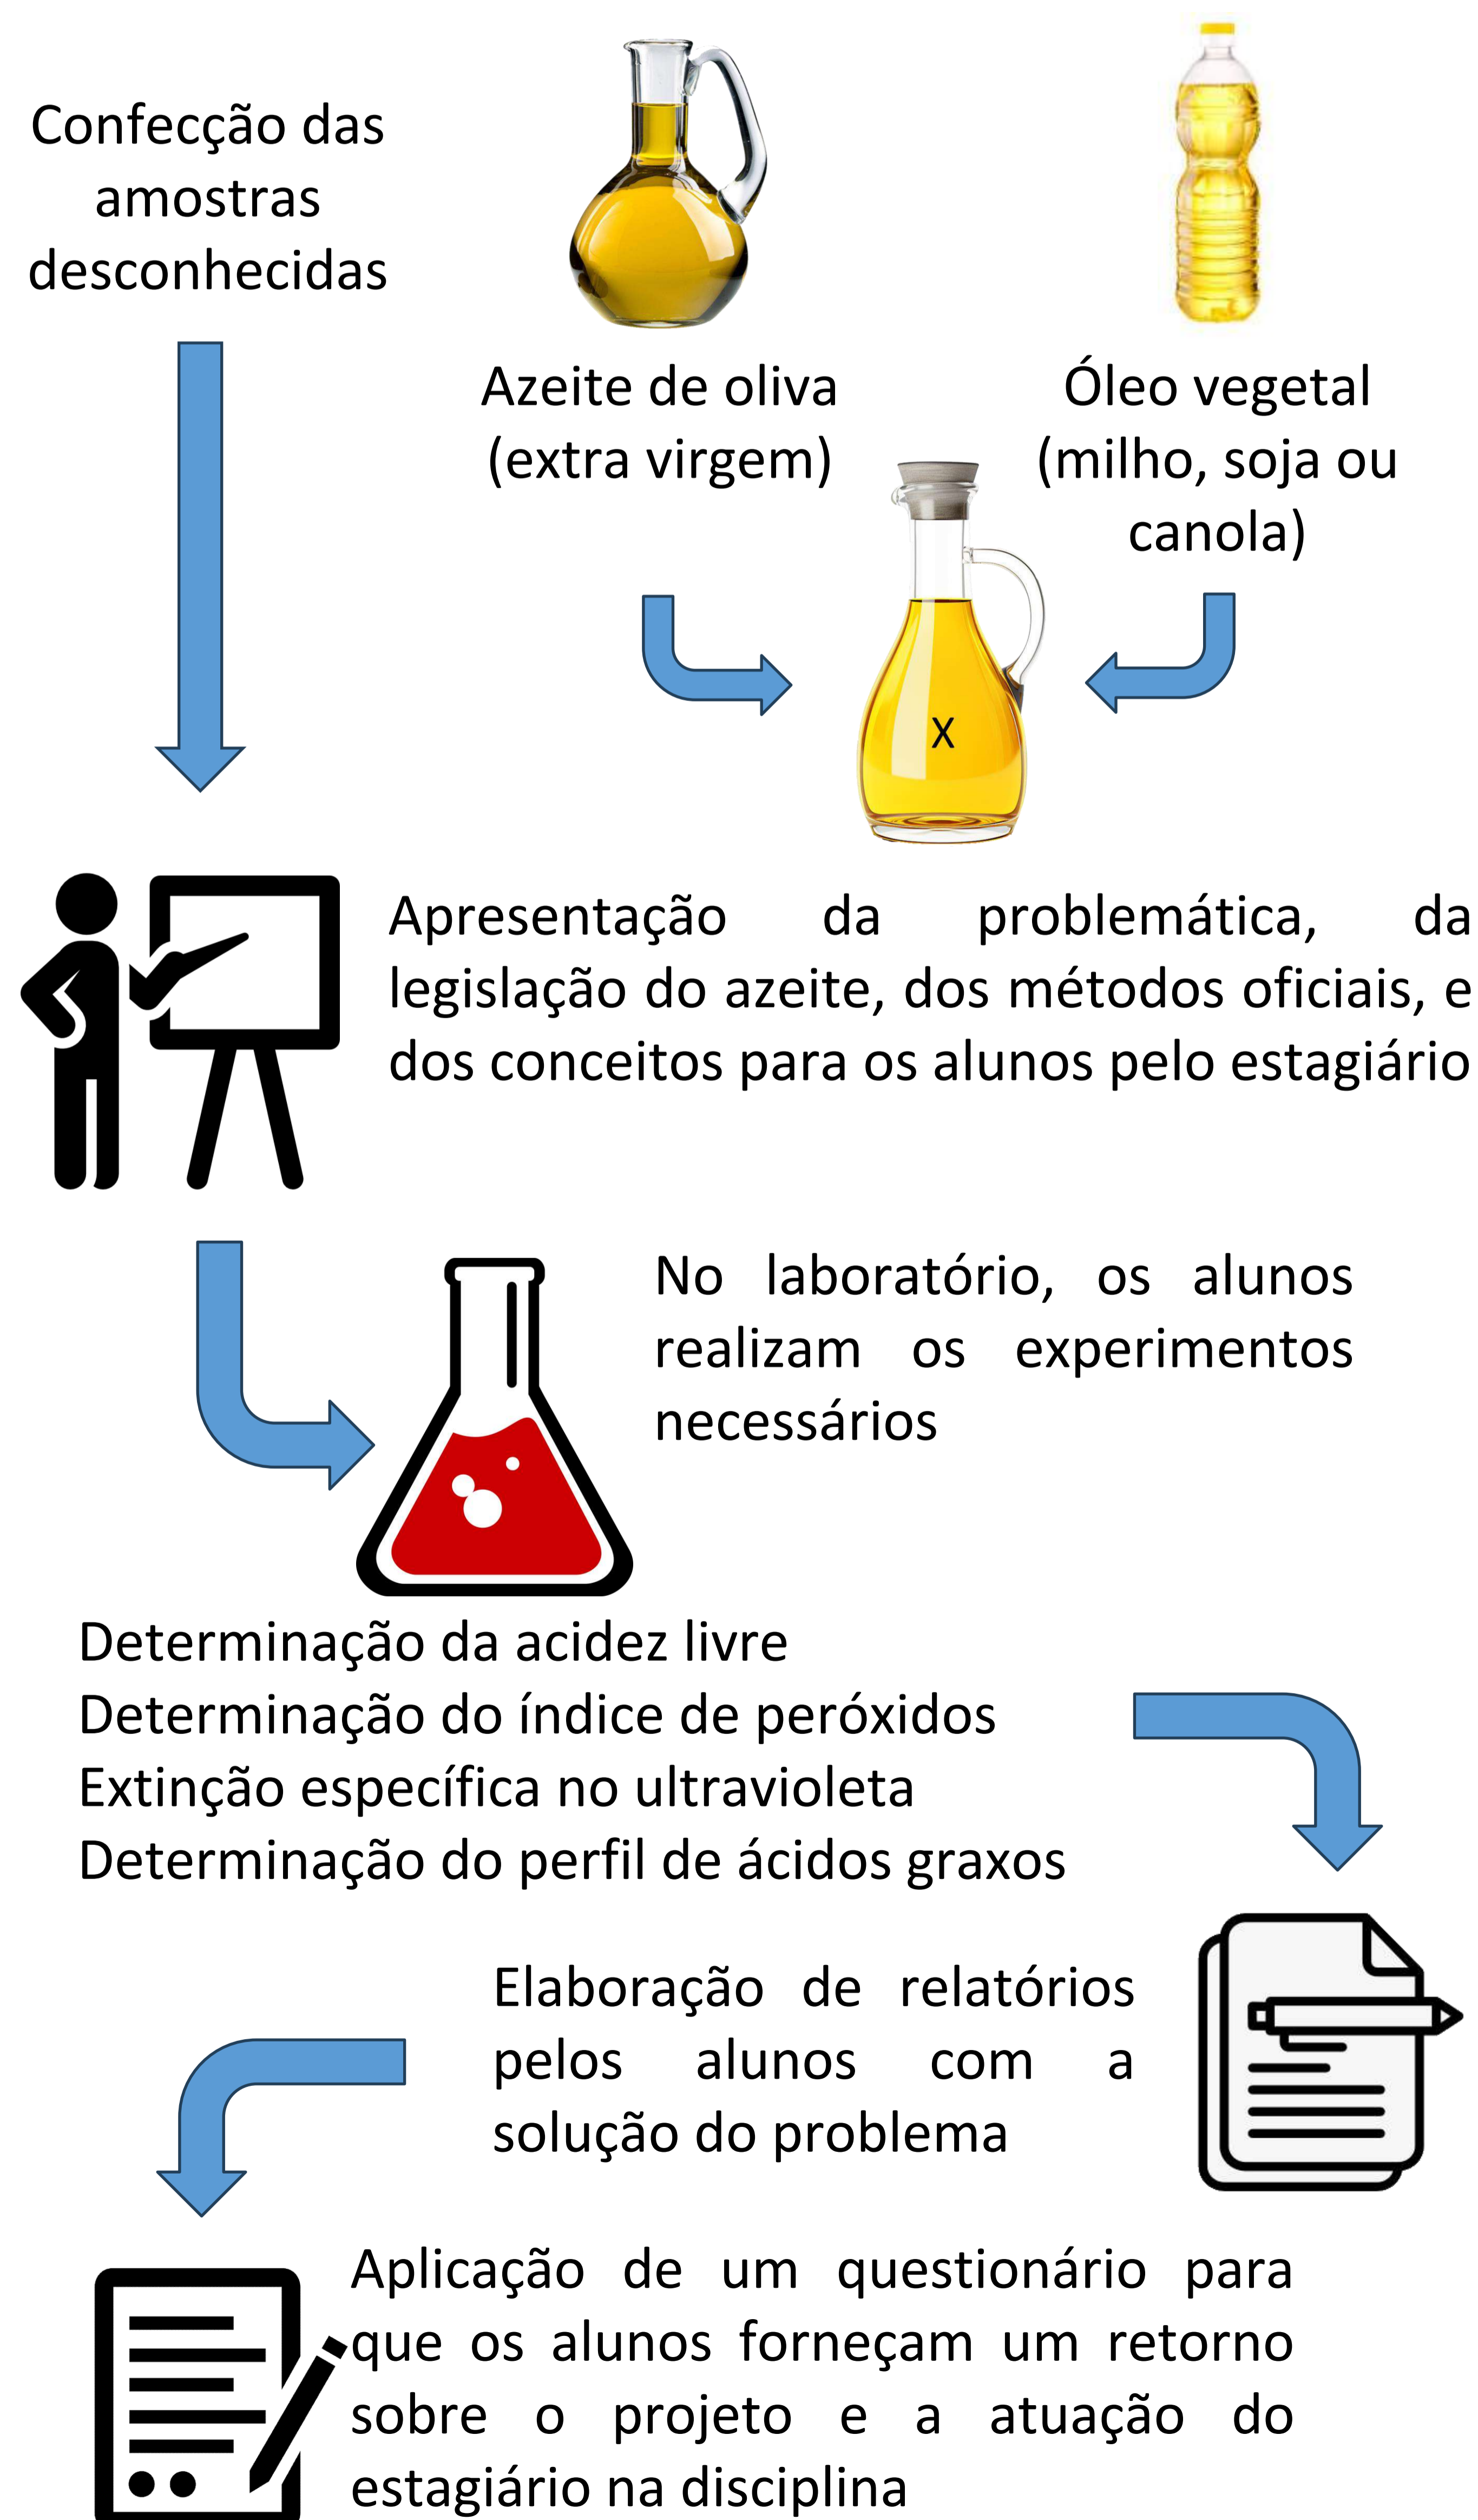 Confecção das
amostras
desconhecidas
Azeite de oliva
(extra virgem)
Óleo vegetal
(milho, soja ou
canola)
X
Apresentação da problemática, da
legislação do azeite, dos métodos oficiais, e
dos conceitos para os alunos pelo estagiário
No laboratório, os alunos
realizam os experimentos
necessários
Determinação da acidez livre
Determinação do índice de peróxidos
Extinção específica no ultravioleta
Determinação do perfil de ácidos graxos
Elaboração de relatórios
pelos alunos com a
solução do problema
Aplicação de um questionário para
que os alunos forneçam um retorno
sobre o projeto e a atuação do
estagiário na disciplina